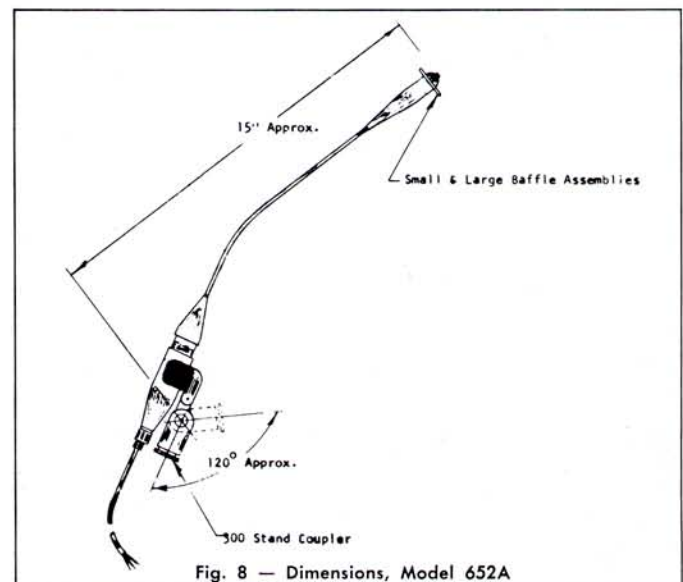 15" Approx.
Small & Large Baffle Assemblies
120° Approx.
300 Stand Coupler
Fig. 8 — Dimensions, Model 652A